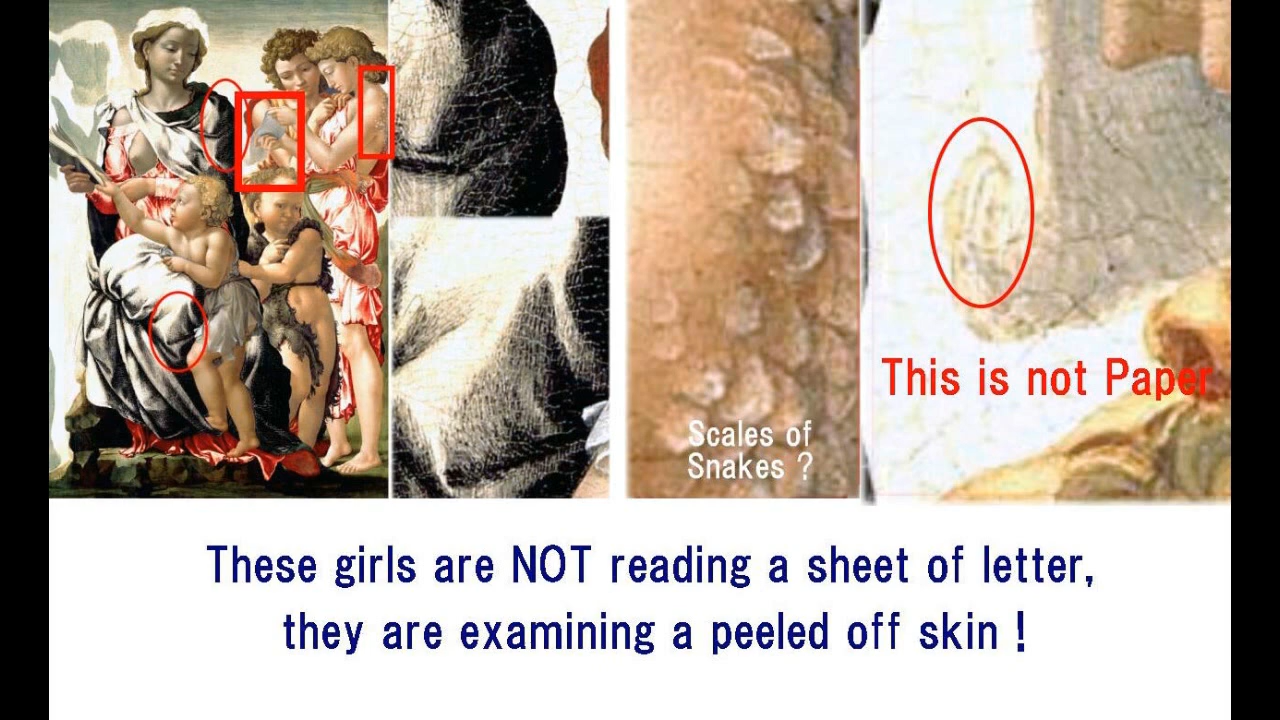 Scales of
Snakes ?
This is not Paper
These girls are NOT reading a sheet of letter,
they are examining a peeled off skin !